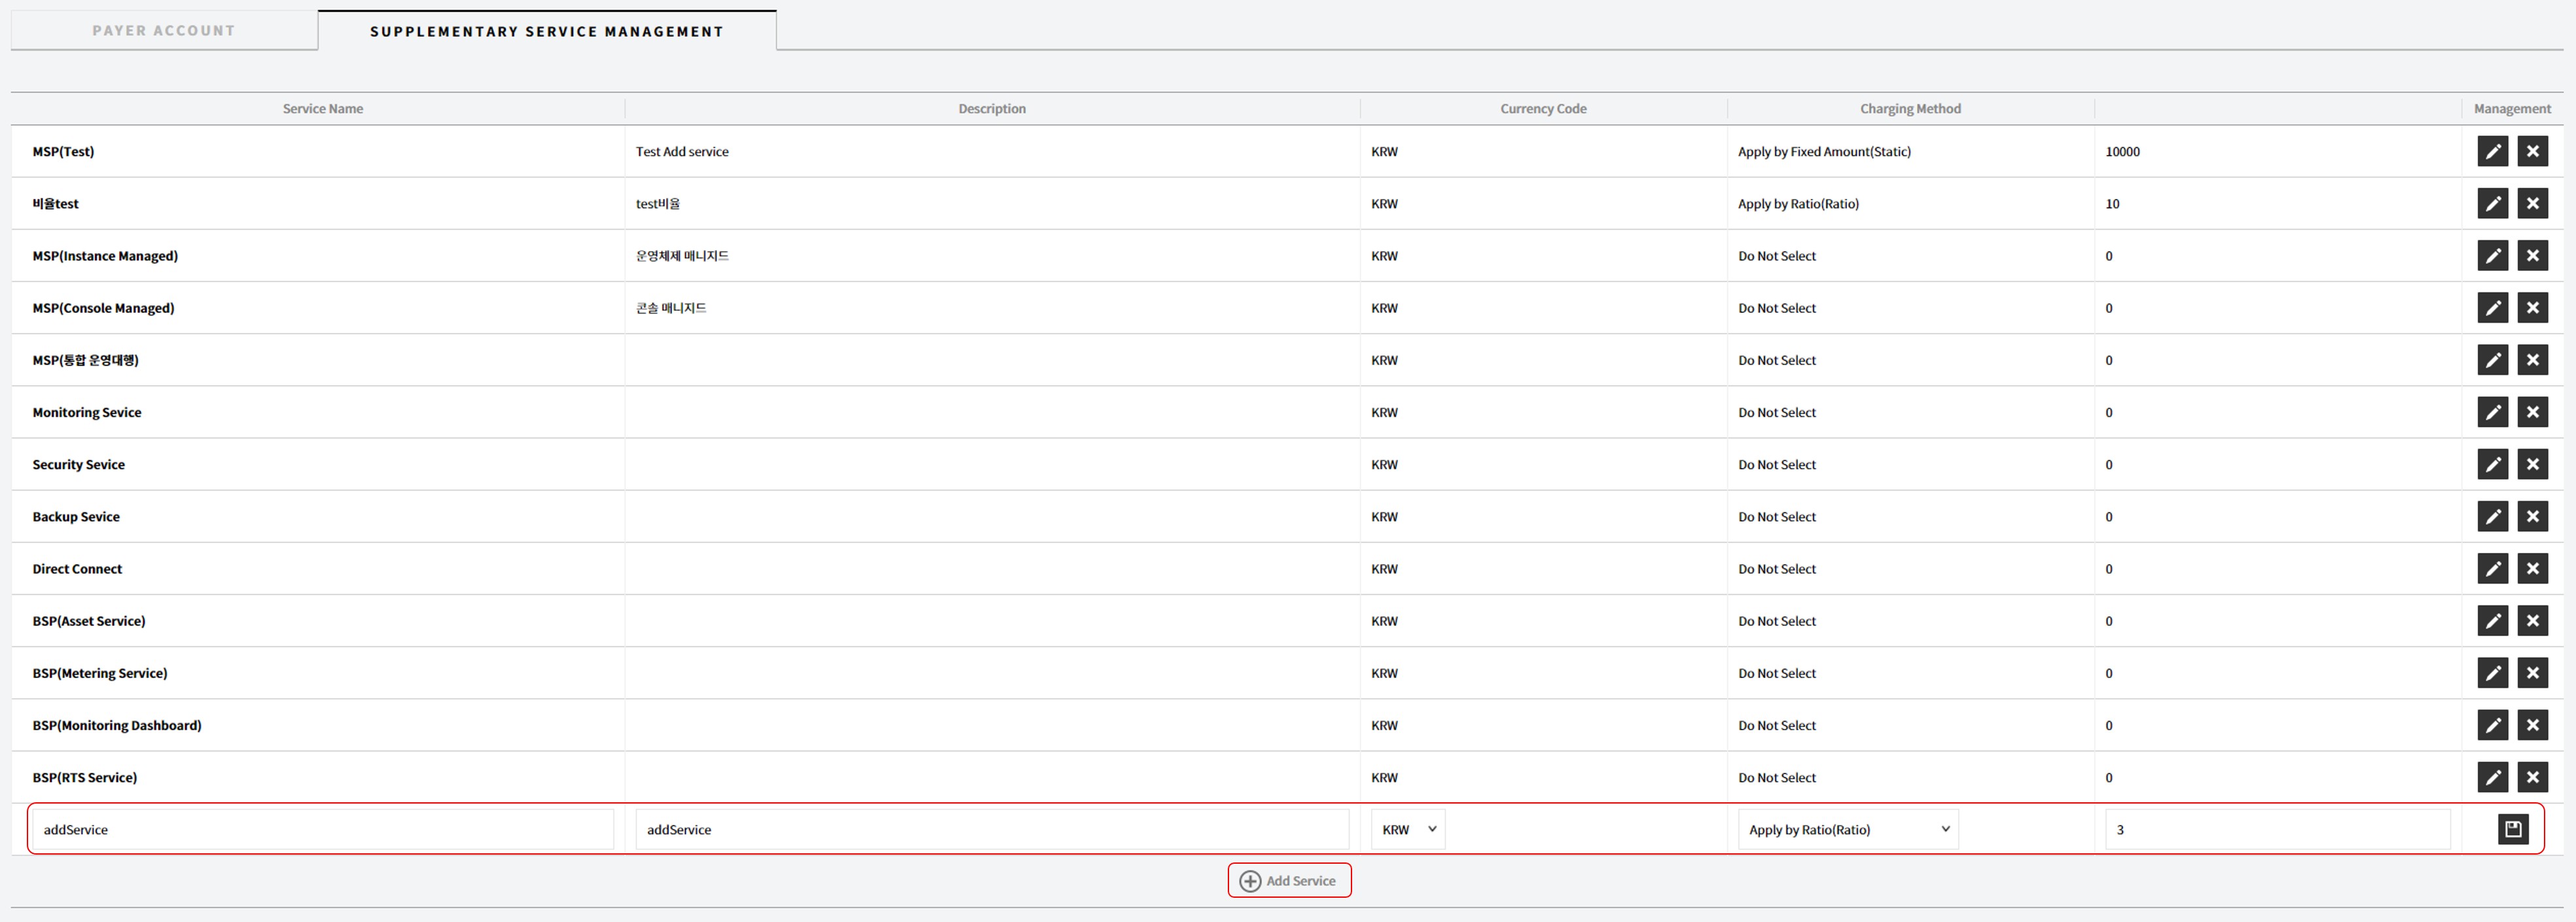 PAYER ACCOUNT
SUPPLEMENTARY SERVICE MANAGEMENT
Service Name Description Currency Code Charging Method Management
MSP(Test) Test Add service KRW Apply by Fixed Amount(Static) 10000
비율test test비율 KRW Apply by Ratio(Ratio) 10
MSP(Instance Managed) 운영체제 매니지드 KRW Do Not Select 0
MSP(Console Managed) 콘솔 매니지드 KRW Do Not Select 0
MSP(통합 운영대행) KRW Do Not Select 0
Monitoring Sevice KRW Do Not Select 0
Security Sevice KRW Do Not Select 0
Backup Sevice KRW Do Not Select 0
Direct Connect KRW Do Not Select 0
BSP(Asset Service) KRW Do Not Select 0
BSP(Metering Service) KRW Do Not Select 0
BSP(Monitoring Dashboard) KRW Do Not Select 0
BSP(RTS Service) KRW Do Not Select 0
addService addService KRW Apply by Ratio(Ratio) 3
Add Service